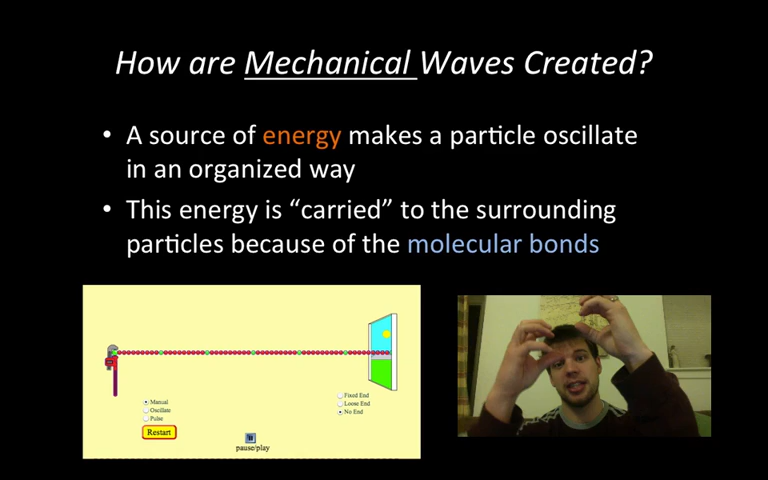 How are Mechanical Waves Created?
• A source of energy makes a particle oscillate
in an organized way
• This energy is “carried” to the surrounding
particles because of the molecular bonds
Manual
Oscillate
Pulse
Restart
Fixed End
Loose End
No End
pause/play